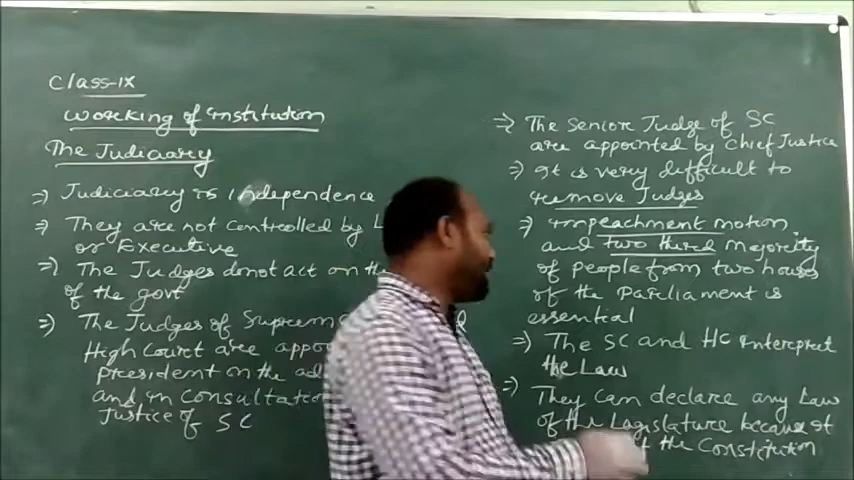 Class-IX
Working of Institution
The Judiciary
⇒ Judiciary is independence
⇒ They are not controlled by
or Executive
⇒ The Judges donot act on the
of the govt
⇒ The Judges of Suprem
High Court are appo
President on the ad
and in Consultatio
Justice of SC
⇒ The Senior Judge of SC
are appointed by Chief Justice
⇒ It is very difficult to
remove Judges
⇒ Impeachment motion
and two third majority
of people from two houses
of the Parliament is
essential
⇒ The SC and HC interpret
the Law
⇒ They can declare any Law
of the Legislature because it
the Constitution